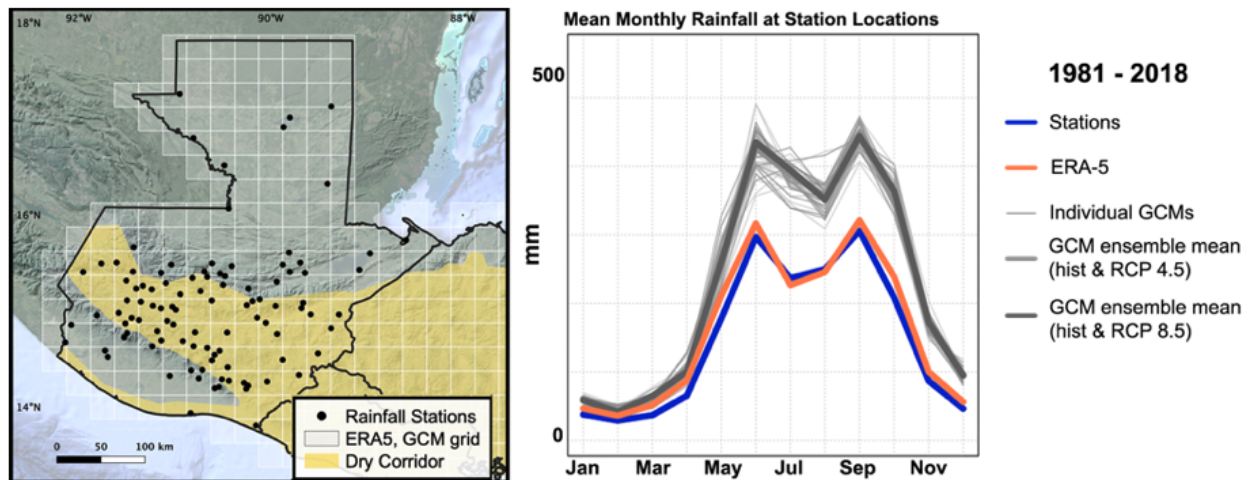 18°N
92°W
90°W
88°W
16°N
14°N
0 50 100 km
Rainfall Stations
ERA5, GCM grid
Dry Corridor
Mean Monthly Rainfall at Station Locations
500
mm
0
Jan Mar May Jul Sep Nov
1981 - 2018
Stations
ERA-5
Individual GCMs
GCM ensemble mean
(hist & RCP 4.5)
GCM ensemble mean
(hist & RCP 8.5)